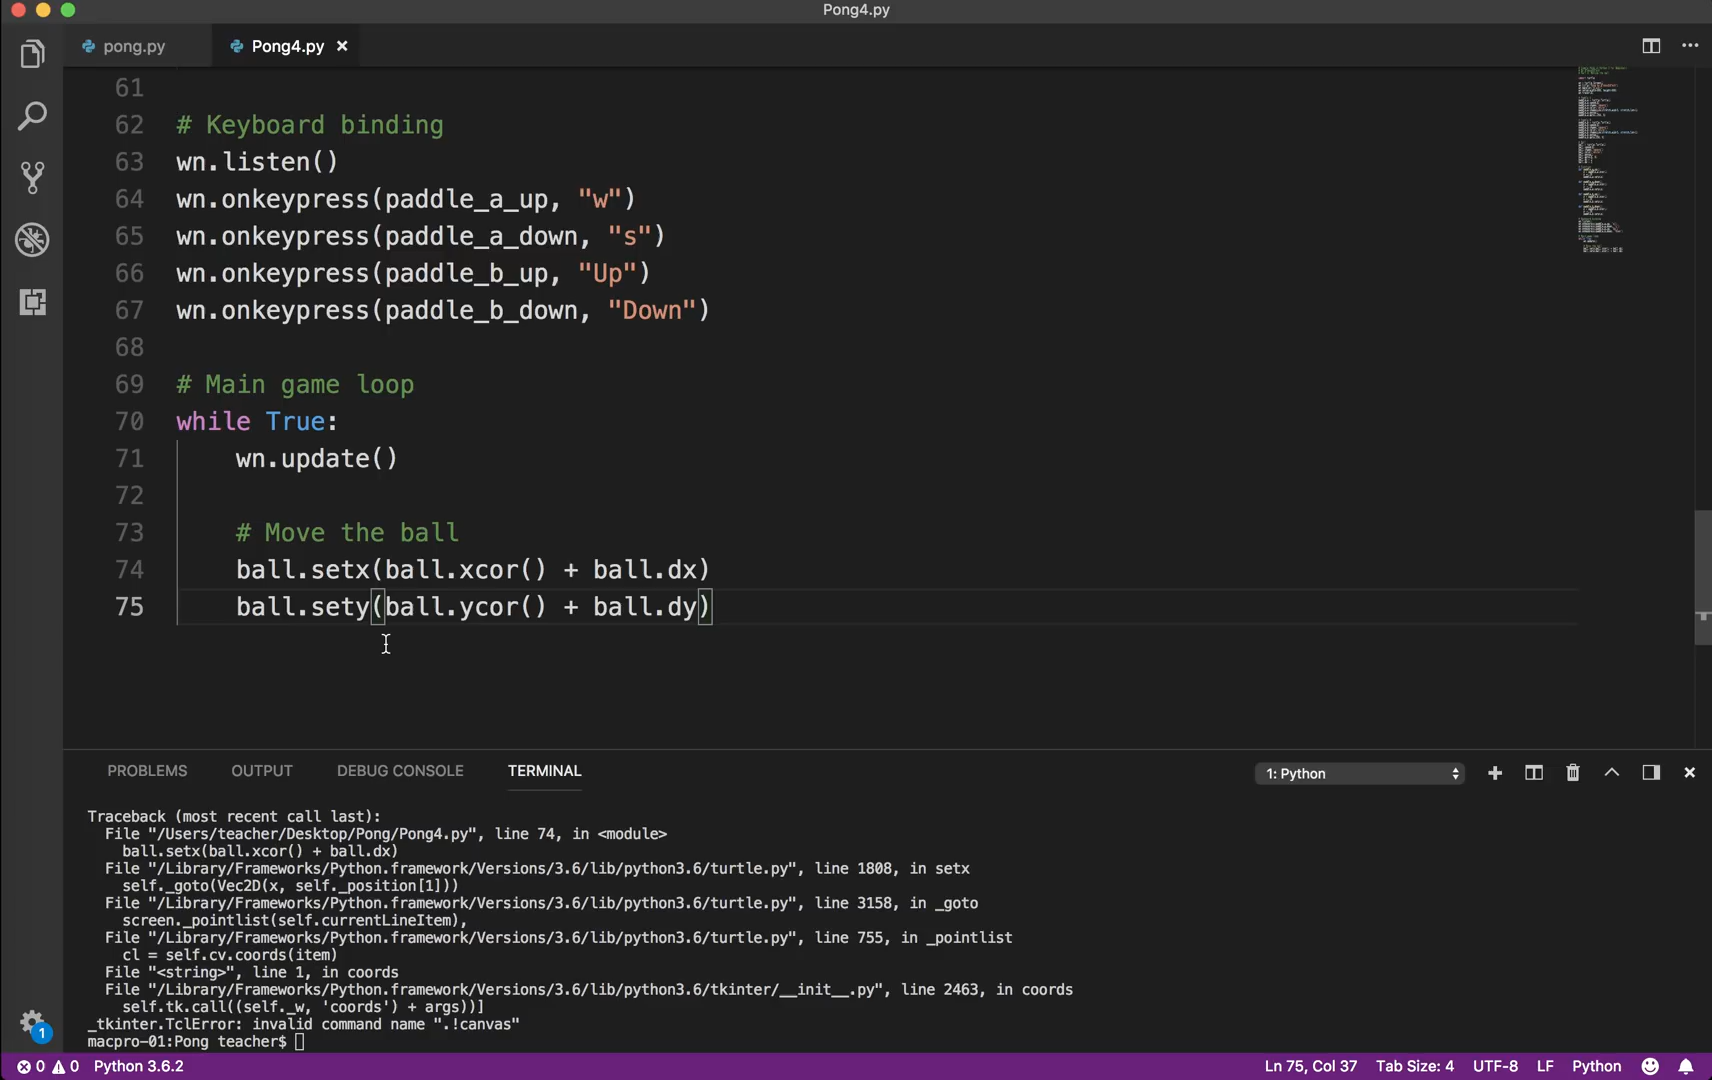 Pong4.py
pong.py
Pong4.py
61
62 # Keyboard binding
63 wn.listen()
64 wn.onkeypress(paddle_a_up, "w")
65 wn.onkeypress(paddle_a_down, "s")
66 wn.onkeypress(paddle_b_up, "Up")
67 wn.onkeypress(paddle_b_down, "Down")
68
69 # Main game loop
70 while True:
71 wn.update()
72
73 # Move the ball
74 ball.setx(ball.xcor() + ball.dx)
75 ball.sety(ball.ycor() + ball.dy)
PROBLEMS OUTPUT DEBUG CONSOLE TERMINAL 1: Python
Traceback (most recent call last):
File "/Users/teacher/Desktop/Pong/Pong4.py", line 74, in <module>
ball.setx(ball.xcor() + ball.dx)
File "/Library/Frameworks/Python.framework/Versions/3.6/lib/python3.6/turtle.py", line 1808, in setx
self._goto(Vec2D(x, self._position[1]))
File "/Library/Frameworks/Python.framework/Versions/3.6/lib/python3.6/turtle.py", line 3158, in _goto
screen._pointlist(self.currentLineItem),
File "/Library/Frameworks/Python.framework/Versions/3.6/lib/python3.6/turtle.py", line 755, in _pointlist
cl = self.cv.coords(item)
File "<string>", line 1, in coords
File "/Library/Frameworks/Python.framework/Versions/3.6/lib/python3.6/tkinter/__init__.py", line 2463, in coords
self.tk.call((self._w, 'coords') + args))]
_tkinter.TclError: invalid command name ".!canvas"
macpro-01:Pong teacher$
1
0 0 Python 3.6.2 Ln 75, Col 37 Tab Size: 4 UTF-8 LF Python